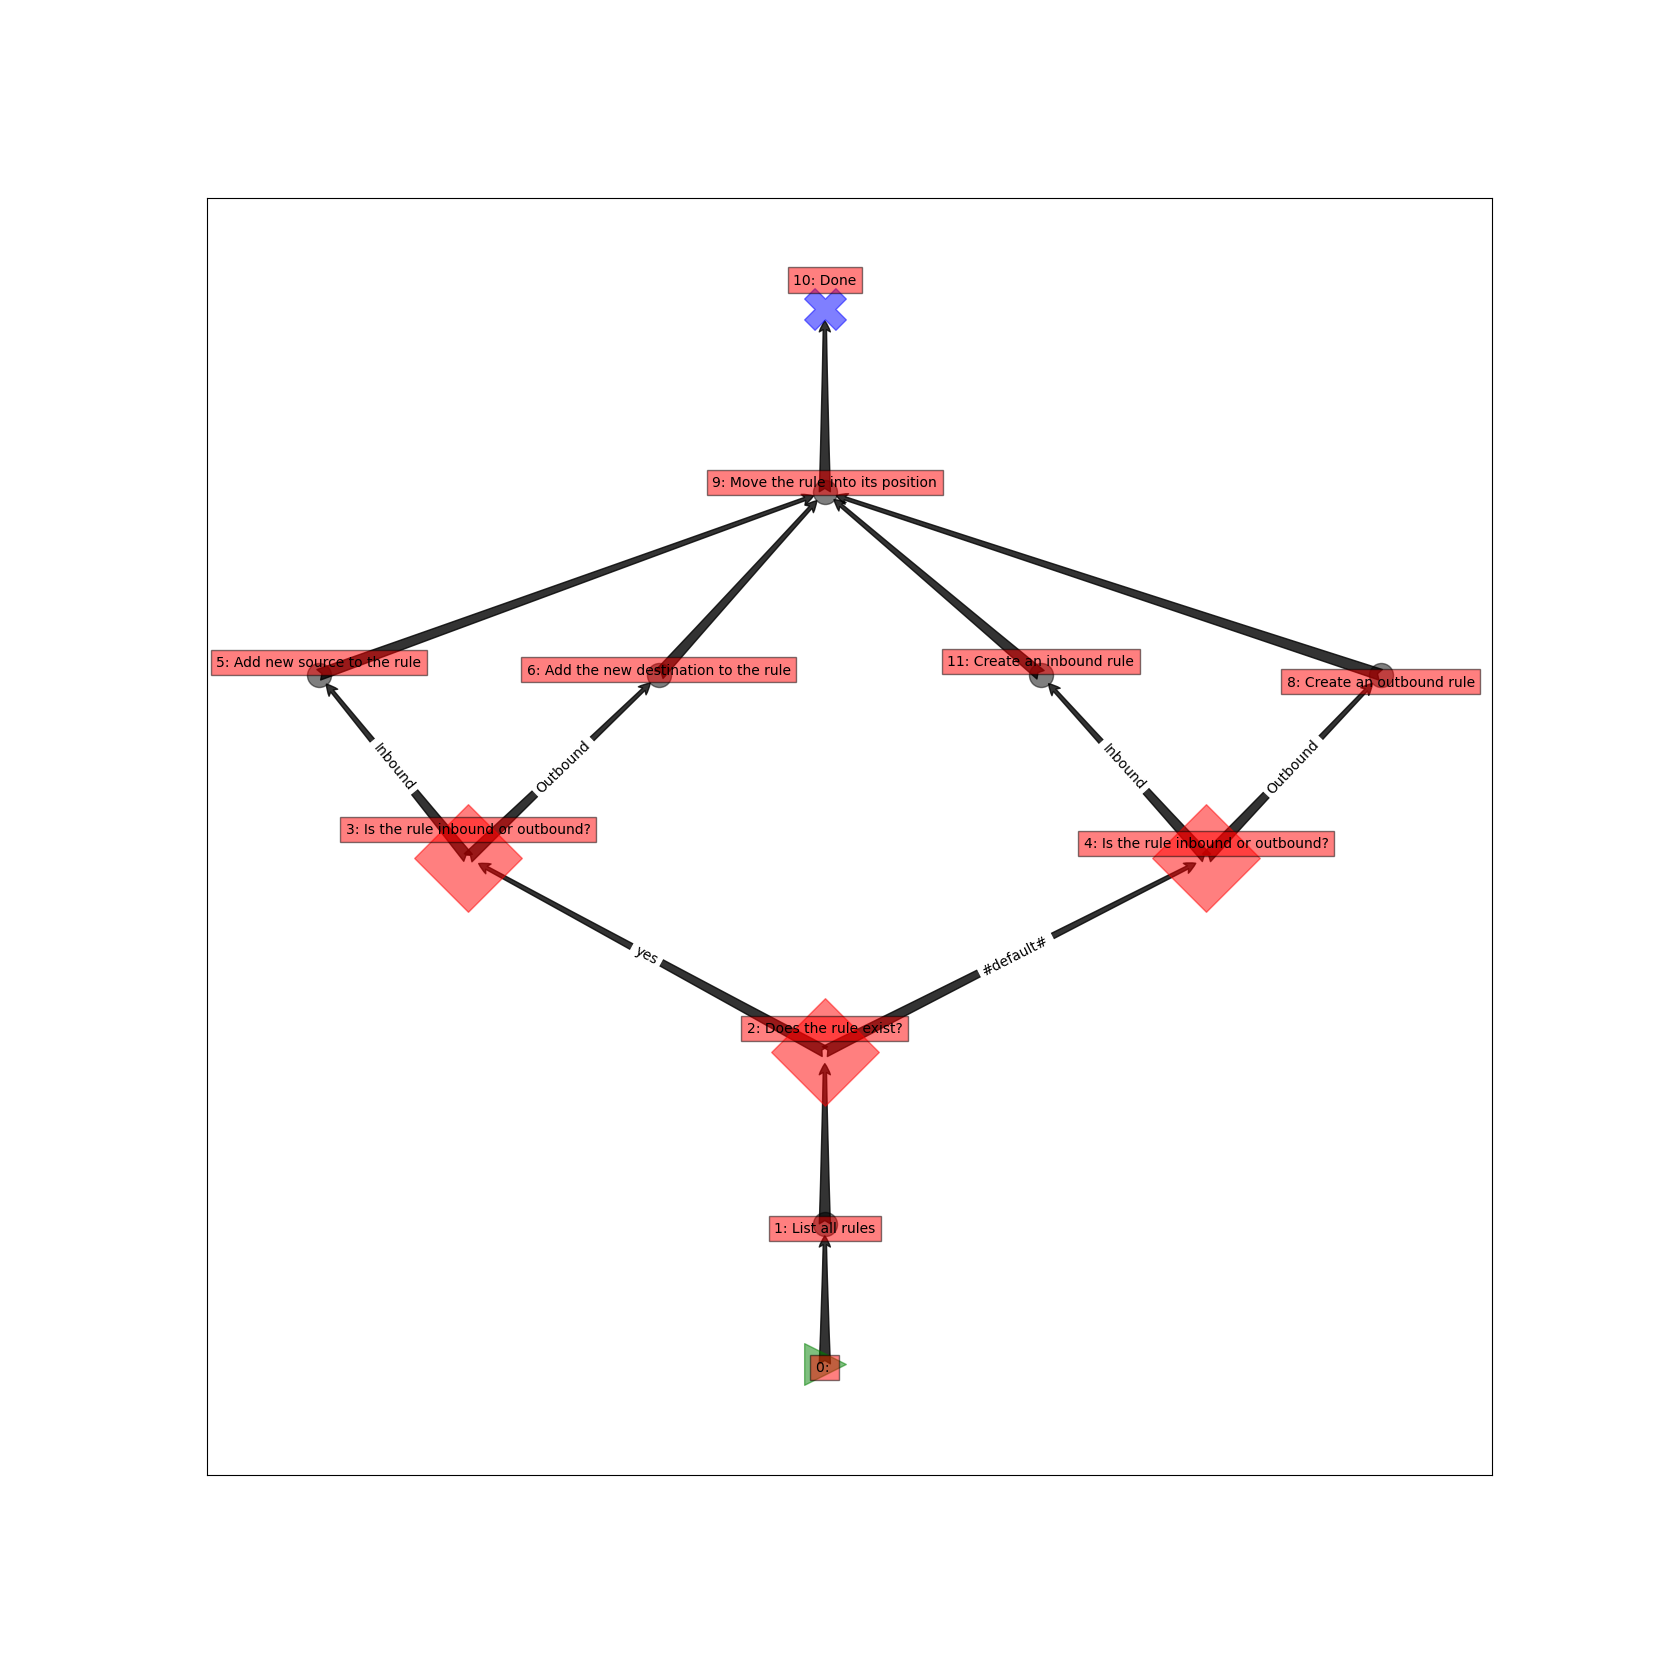 10: Done
9: Move the rule into its position
5: Add new source to the rule
6: Add the new destination to the rule
11: Create an inbound rule
8: Create an outbound rule
Inbound
Outbound
Inbound
Outbound
3: Is the rule inbound or outbound?
4: Is the rule inbound or outbound?
yes
#default#
2: Does the rule exist?
1: List all rules
0: